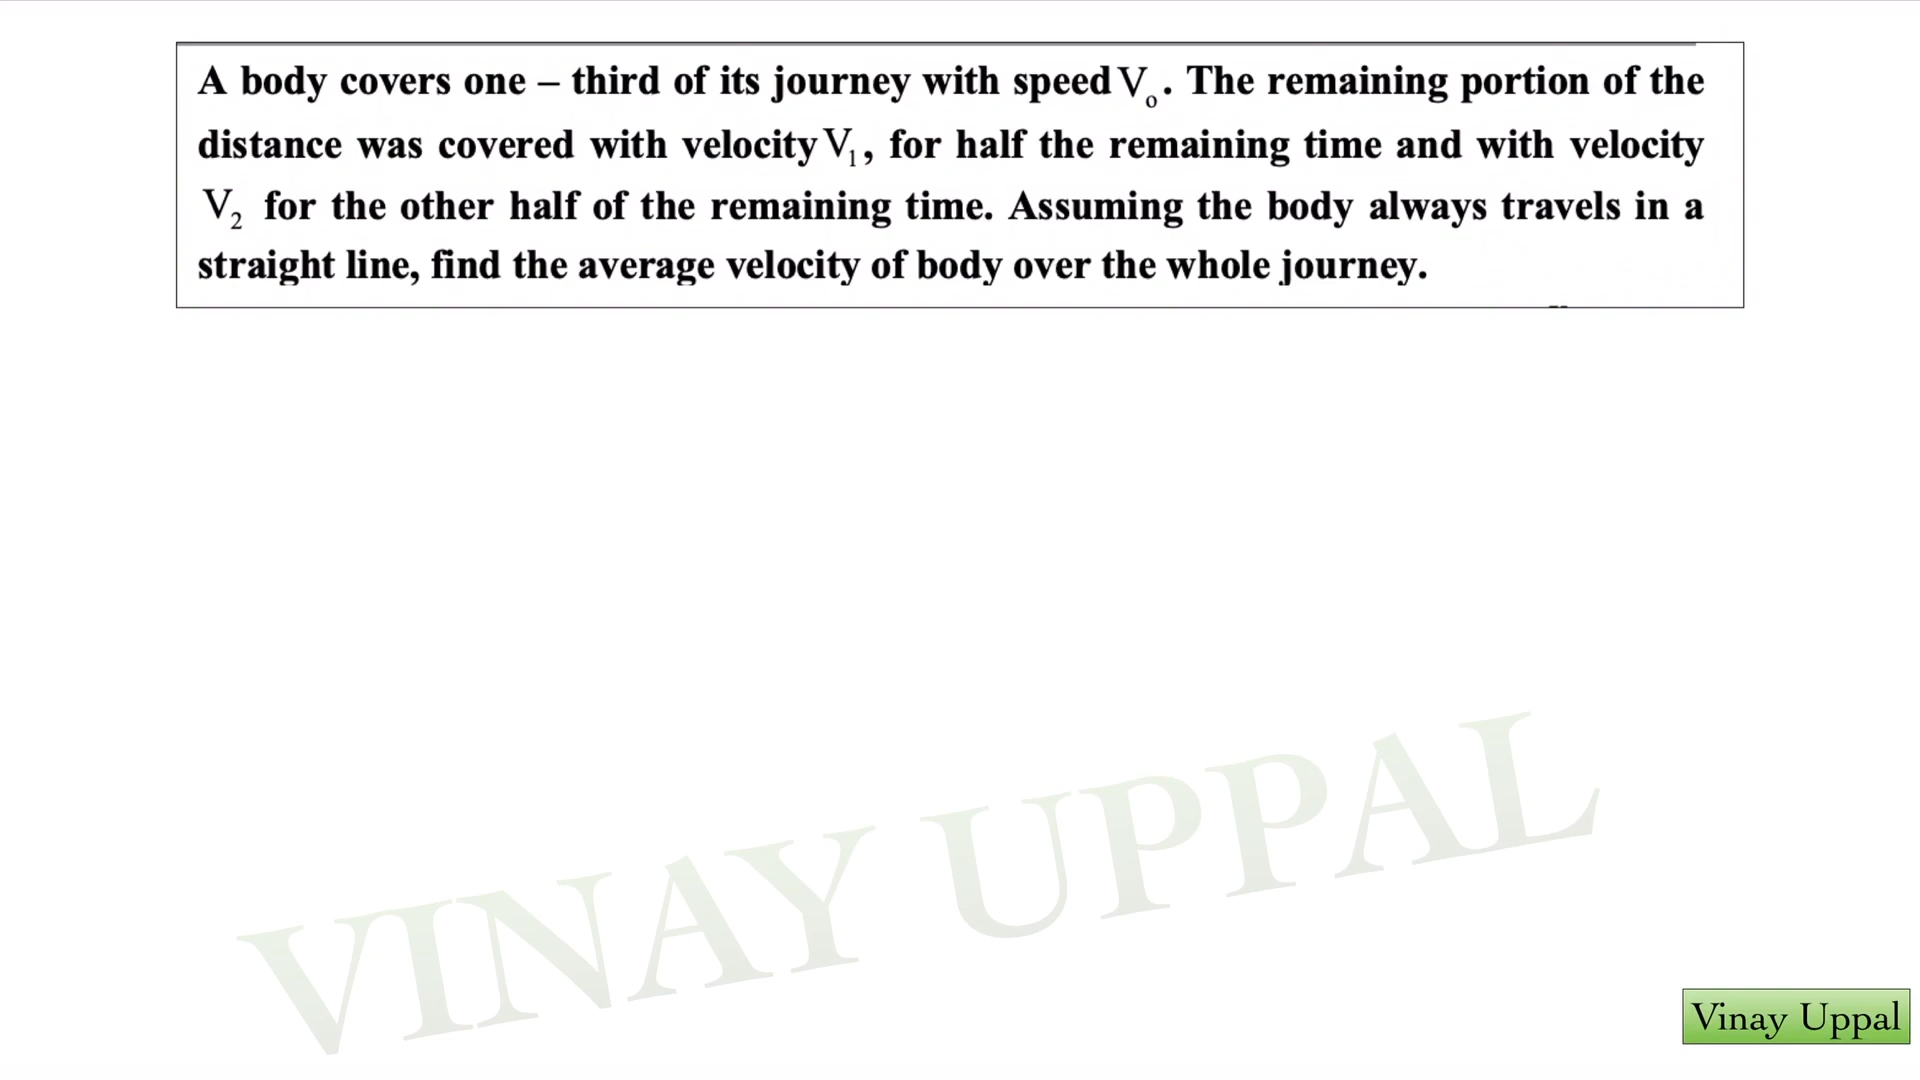 A body covers one – third of its journey with speed V₀. The remaining portion of the
distance was covered with velocity V₁, for half the remaining time and with velocity
V₂ for the other half of the remaining time. Assuming the body always travels in a
straight line, find the average velocity of body over the whole journey.
VINAY UPPAL
Vinay Uppal